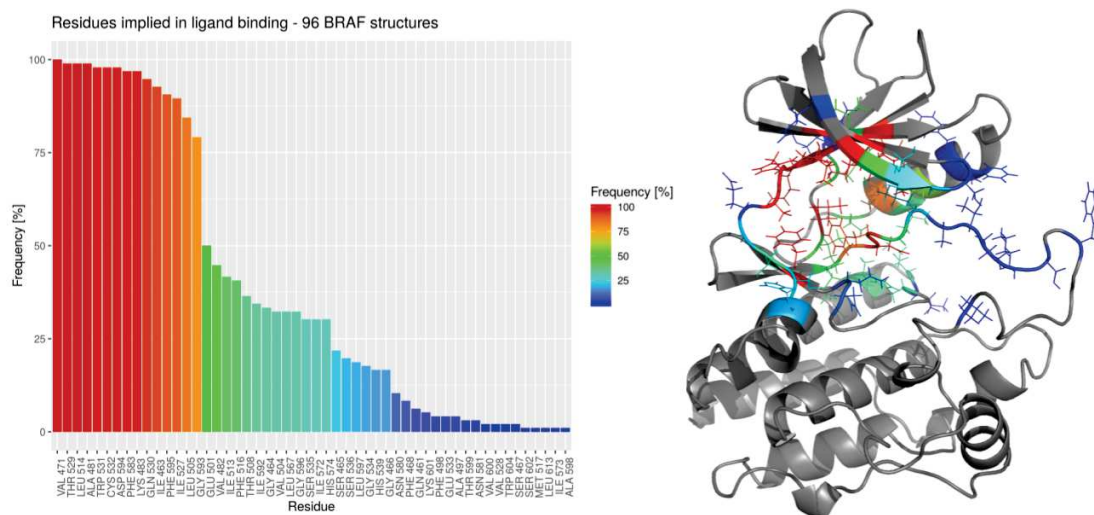 Residues implied in ligand binding - 96 BRAF structures
Frequency [%]
100
75
50
25
0
VAL 471
THR 529
LEU 514
ALA 481
TRP 531
CYS 532
ASP 594
PHE 583
LYS 483
GLN 530
ILE 463
PHE 595
ILE 527
LEU 505
GLY 593
GLU 501
VAL 482
ILE 513
PHE 516
THR 508
ILE 592
GLY 464
VAL 504
LEU 567
GLY 596
SER 535
ILE 572
HIS 574
SER 465
SER 536
LEU 597
GLY 534
HIS 539
GLY 466
ASN 580
PHE 468
GLN 461
LYS 601
PHE 498
GLU 533
ALA 497
THR 599
ASN 581
VAL 600
VAL 528
TRP 604
SER 467
SER 602
MET 517
LEU 613
ILE 573
ALA 598
Residue
Frequency [%]
100
75
50
25